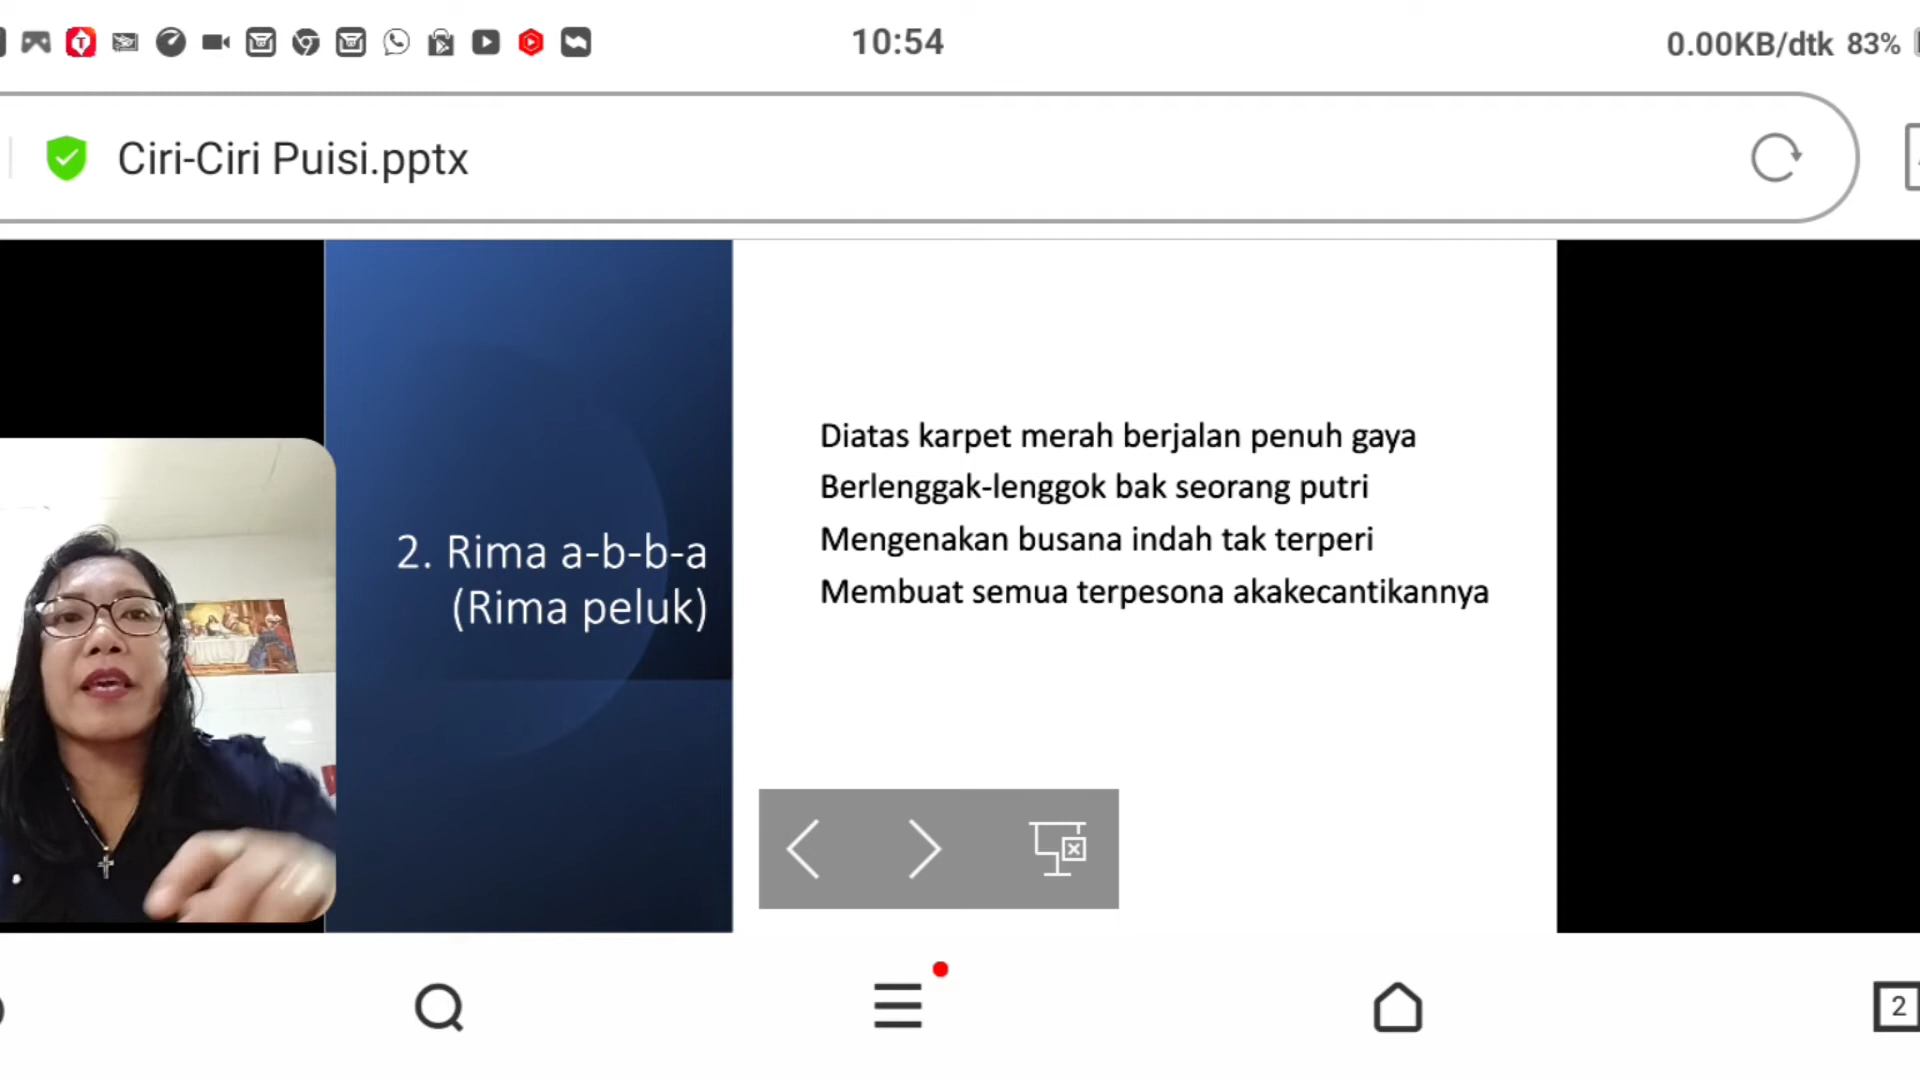 10:54
0.00KB/dtk 83%
Ciri-Ciri Puisi.pptx
2. Rima a-b-b-a
(Rima peluk)
Diatas karpet merah berjalan penuh gaya
Berlenggak-lenggok bak seorang putri
Mengenakan busana indah tak terperi
Membuat semua terpesona akakecantikannya
2